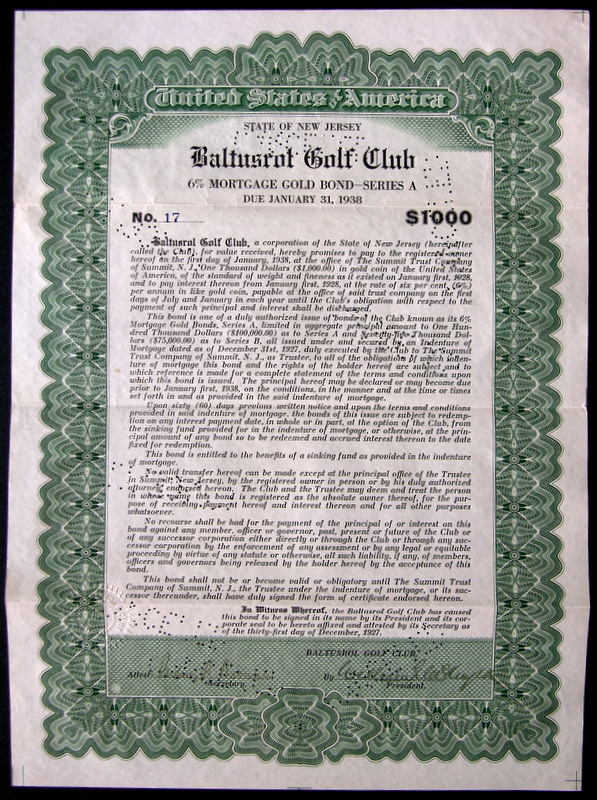 United States of America
STATE OF NEW JERSEY
Baltusrol Golf Club
6% MORTGAGE GOLD BOND—SERIES A
DUE JANUARY 31, 1938
No. 17 $1000
Baltusrol Golf Club, a corporation of the State of New Jersey (hereinafter
called the Club), for value received, hereby promises to pay to the registered owner
hereof on the first day of January, 1938, at the office of The Summit Trust Company
of Summit, N. J., One Thousand Dollars ($1,000.00) in gold coin of the United States
of America, of the standard of weight and fineness as it existed on January first, 1928,
and to pay interest thereon from January first, 1928, at the rate of six per cent, (6%)
per annum in like gold coin, payable at the office of said trust company on the first
days of July and January in each year until the Club's obligation with respect to the
payment of such principal and interest shall be discharged.
This bond is one of a duly authorized issue of bonds of the Club known as its 6%
Mortgage Gold Bonds, Series A, limited in aggregate principal amount to One Hun-
dred Thousand Dollars ($100,000.00) as to Series A and Seventy-five Thousand Dol-
lars ($75,000.00) as to Series B, all issued under and secured by an Indenture of
Mortgage dated as of December 31st, 1927, duly executed by the Club to The Summit
Trust Company of Summit, N. J., as Trustee, to all of the obligations of which inden-
ture of mortgage this bond and the rights of the holder hereof are subject and to
which reference is made for a complete statement of the terms and conditions upon
which this bond is issued. The principal hereof may be declared or may become due
prior to January first, 1938, on the conditions, in the manner and at the time or times
set forth in and as provided in the said indenture of mortgage.
Upon sixty (60) days previous written notice and upon the terms and conditions
provided in said indenture of mortgage, the bonds of this issue are subject to redemp-
tion on any interest payment date, in whole or in part, at the option of the Club, from
the sinking fund provided for in the indenture of mortgage, or otherwise, at the prin-
cipal amount of any bond so to be redeemed and accrued interest thereon to the date
fixed for redemption.
This bond is entitled to the benefits of a sinking fund as provided in the indenture
of mortgage.
No valid transfer hereof can be made except at the principal office of the Trustee
in Summit, New Jersey, by the registered owner in person or by his duly authorized
attorney, endorsed hereon. The Club and the Trustee may deem and treat the person
in whose name this bond is registered as the absolute owner thereof, for the pur-
pose of receiving payment hereof and interest thereon and for all other purposes
whatsoever.
No recourse shall be had for the payment of the principal of or interest on this
bond against any member, officer or governor, past, present or future of the Club or
of any successor corporation either directly or through the Club or through any suc-
cessor corporation by the enforcement of any assessment or by any legal or equitable
proceeding by virtue of any statute or otherwise, all such liability, if any, of members,
officers and governors being released by the holder hereof by the acceptance of this
bond.
This bond shall not be or become valid or obligatory until The Summit Trust
Company of Summit, N. J., the Trustee under the indenture of mortgage, or its suc-
cessor thereunder, shall have duly signed the form of certificate endorsed hereon.
In Witness Whereof, the Baltusrol Golf Club has caused
this bond to be signed in its name by its President and its cor-
porate seal to be hereto affixed and attested by its Secretary as
of the thirty-first day of December, 1927.
BALTUSROL GOLF CLUB,
Attest By
Secretary. President.